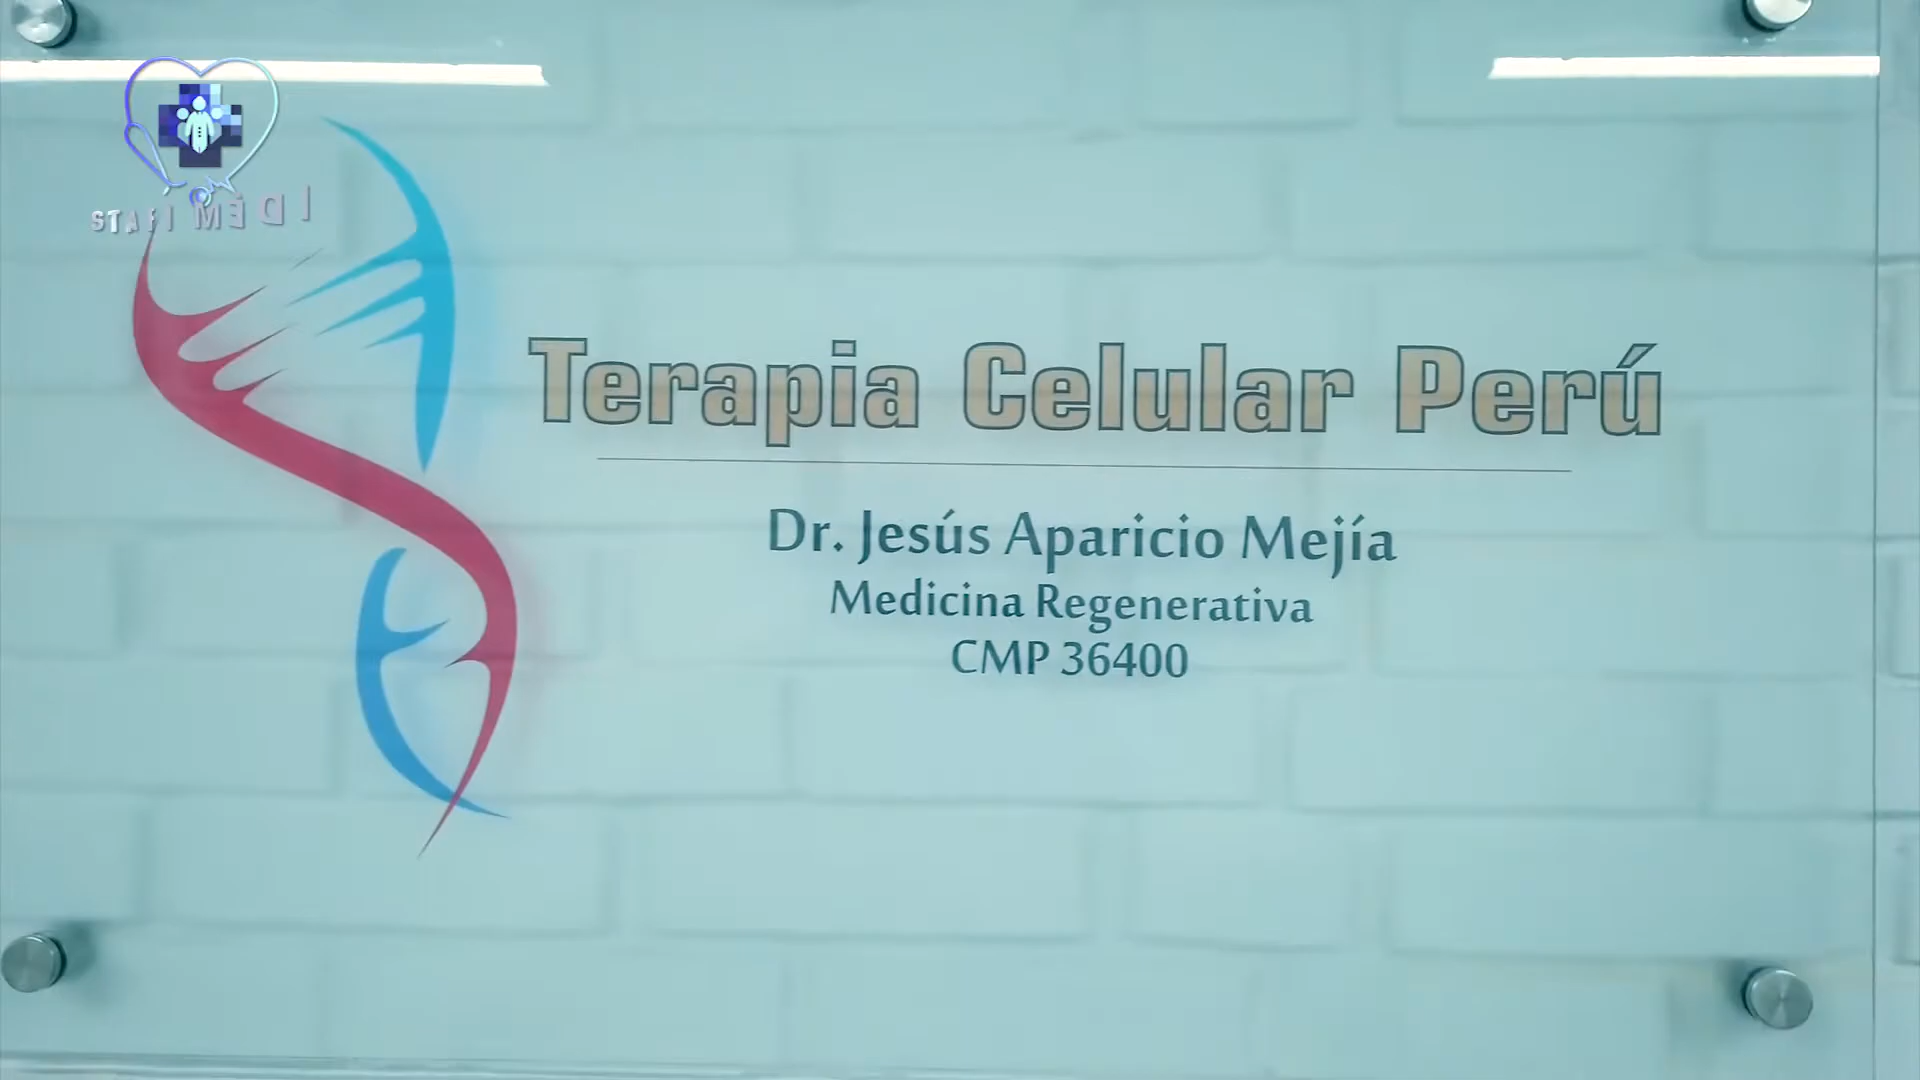 Terapia Celular Perú
Dr. Jesús Aparicio Mejía
Medicina Regenerativa
CMP 36400